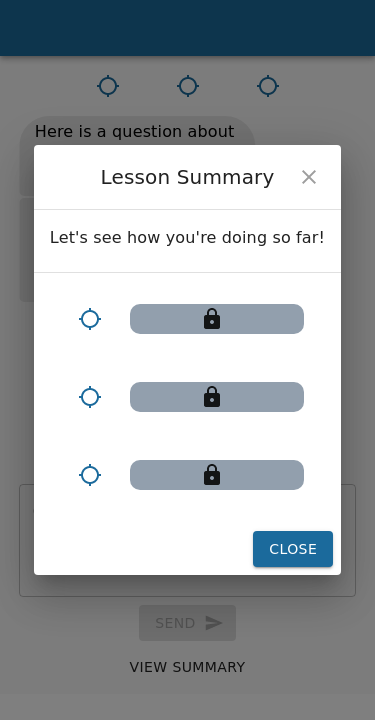 Here is a question about
Lesson Summary
Let's see how you're doing so far!
CLOSE
SEND
VIEW SUMMARY